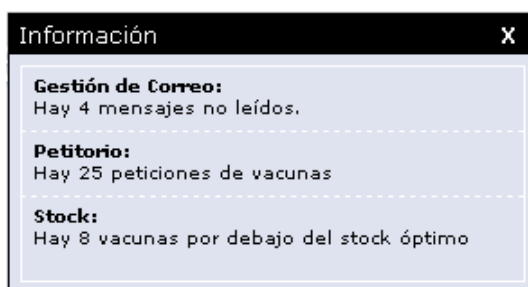 Información X
Gestión de Correo:
Hay 4 mensajes no leídos.
Petitorio:
Hay 25 peticiones de vacunas
Stock:
Hay 8 vacunas por debajo del stock óptimo